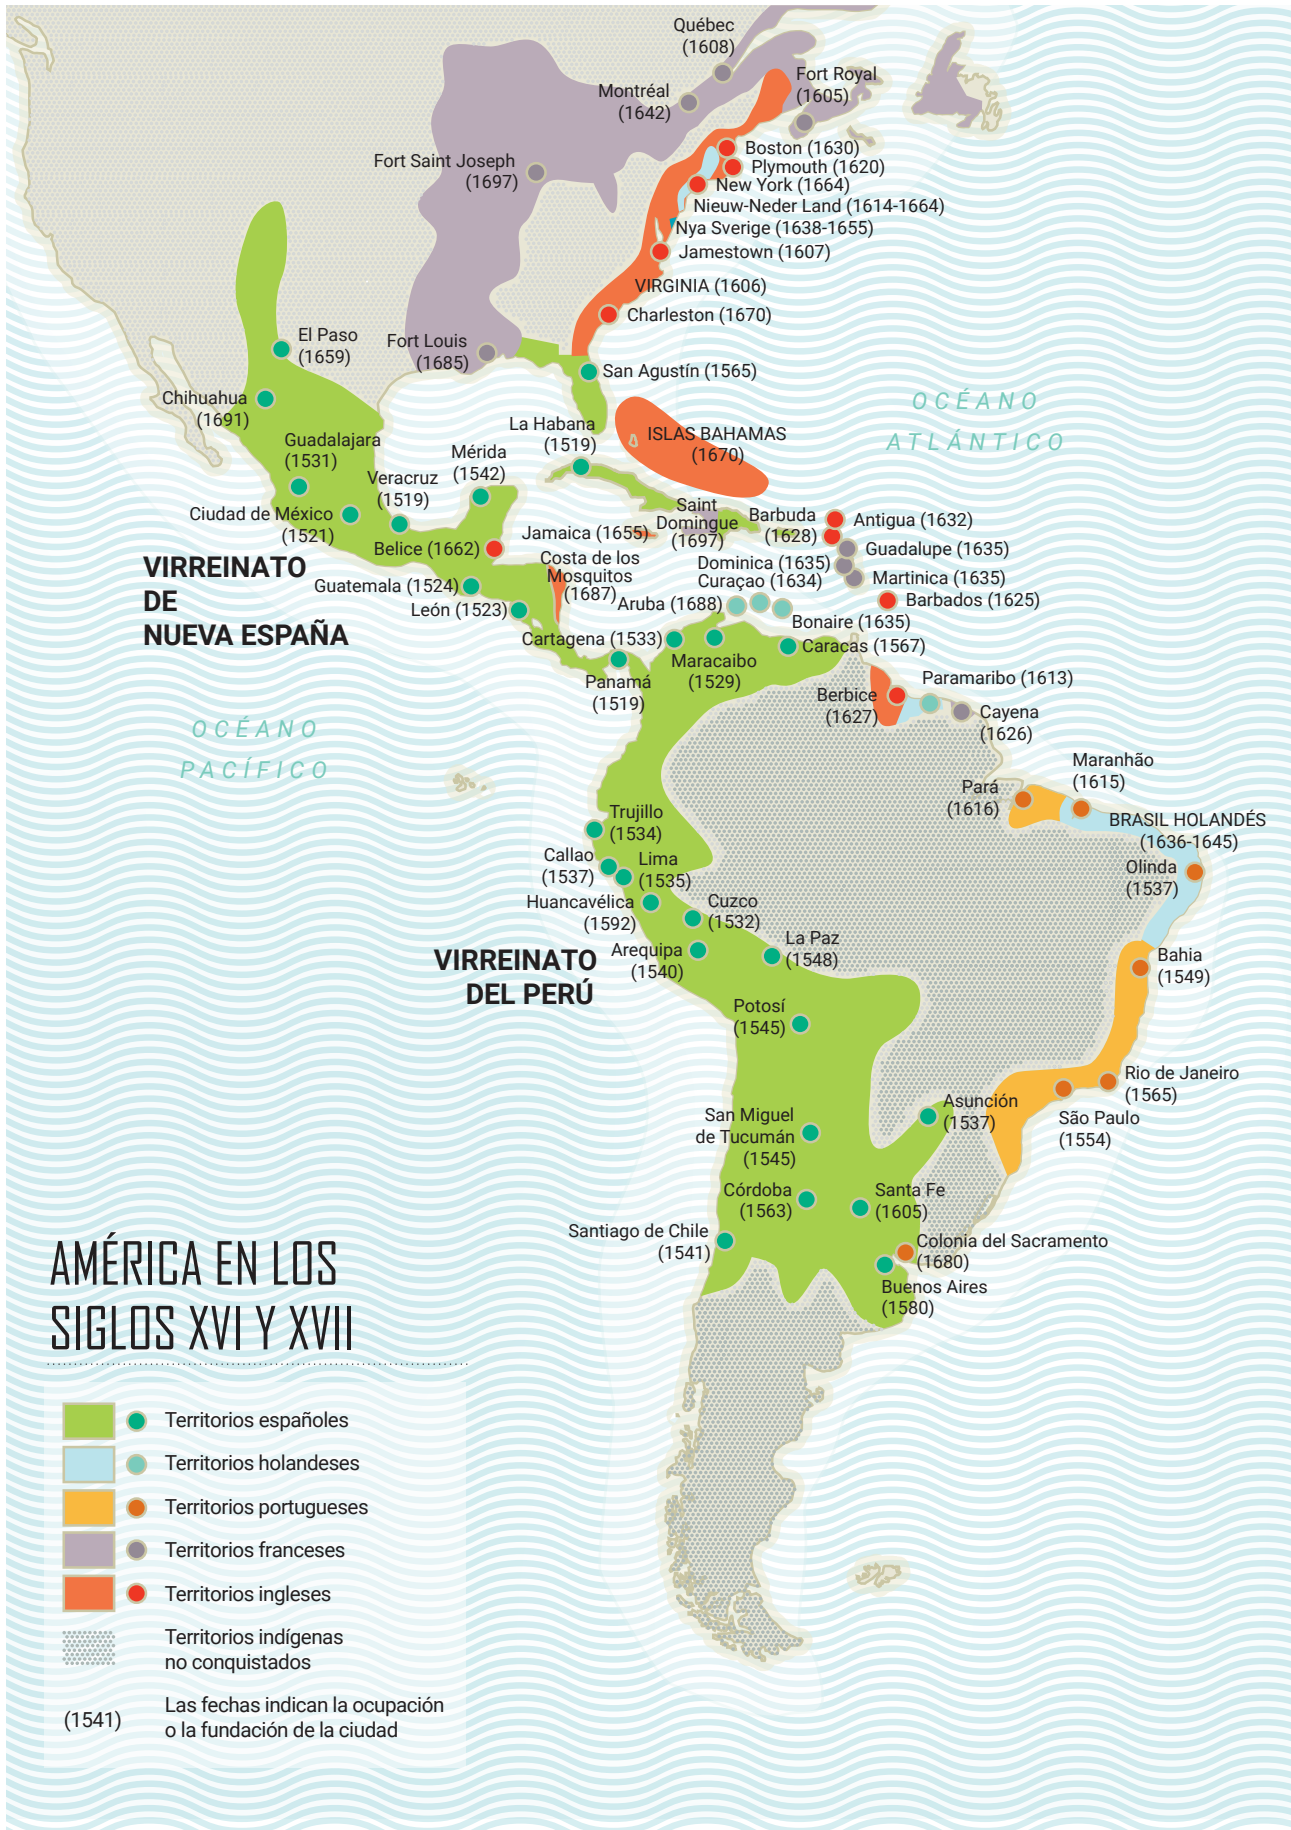 Québec
(1608)
Fort Royal
(1605)
Montréal
(1642)
Boston (1630)
Fort Saint Joseph
(1697)
Plymouth (1620)
New York (1664)
Nieuw-Neder Land (1614-1664)
Nya Sverige (1638-1655)
Jamestown (1607)
VIRGINIA (1606)
Charleston (1670)
El Paso
(1659)
Fort Louis
(1685)
San Agustín (1565)
Chihuahua
(1691)
OCÉANO
ATLÁNTICO
La Habana
(1519)
ISLAS BAHAMAS
(1670)
Guadalajara
(1531)
Mérida
(1542)
Veracruz
(1519)
Ciudad de México
(1521)
Saint
Domingue
(1697)
Barbuda
(1628)
Antigua (1632)
Jamaica (1655)
Belice (1662)
Guadalupe (1635)
Costa de los
Mosquitos
(1687)
Dominica (1635)
Martinica (1635)
Curaçao (1634)
VIRREINATO
DE
NUEVA ESPAÑA
Guatemala (1524)
León (1523)
Aruba (1688)
Barbados (1625)
Bonaire (1635)
Cartagena (1533)
Caracas (1567)
Maracaibo
(1529)
Panamá
(1519)
Paramaribo (1613)
Berbice
(1627)
Cayena
(1626)
OCÉANO
PACÍFICO
Maranhão
(1615)
Pará
(1616)
BRASIL HOLANDÉS
(1636-1645)
Trujillo
(1534)
Callao
(1537)
Lima
(1535)
Olinda
(1537)
Huancavélica
(1592)
Cuzco
(1532)
Arequipa
(1540)
La Paz
(1548)
VIRREINATO
DEL PERÚ
Bahia
(1549)
Potosí
(1545)
Rio de Janeiro
(1565)
Asunción
(1537)
São Paulo
(1554)
San Miguel
de Tucumán
(1545)
Córdoba
(1563)
Santa Fe
(1605)
Santiago de Chile
(1541)
Colonia del Sacramento
(1680)
Buenos Aires
(1580)
AMÉRICA EN LOS
SIGLOS XVI Y XVII
Territorios españoles
Territorios holandeses
Territorios portugueses
Territorios franceses
Territorios ingleses
Territorios indígenas
no conquistados
(1541) Las fechas indican la ocupación
o la fundación de la ciudad